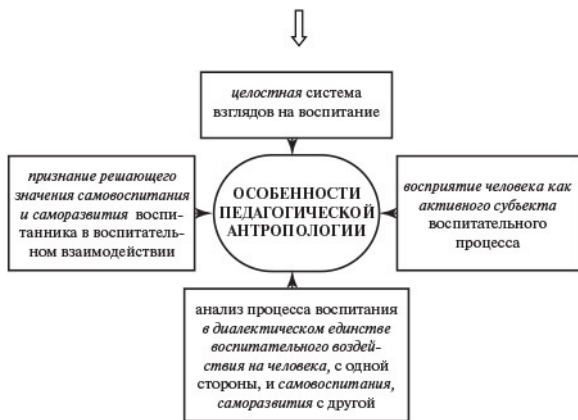 целостная система
взглядов на воспитание
признание решающего
значения самовоспитания
и саморазвития воспи-
танника в воспитатель-
ном взаимодействии
ОСОБЕННОСТИ
ПЕДАГОГИЧЕСКОЙ
АНТРОПОЛОГИИ
восприятие человека как
активного субъекта
воспитательного
процесса
анализ процесса воспитания
в диалектическом единстве
воспитательного воздей-
ствия на человека, с одной
стороны, и самовоспитания,
саморазвития с другой